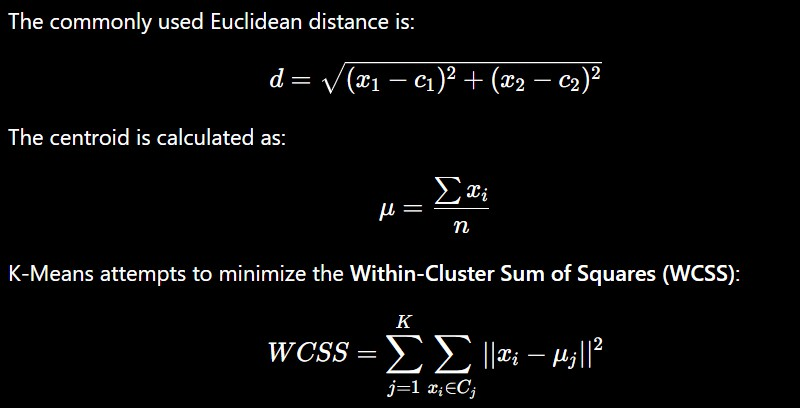 The commonly used Euclidean distance is:
d = √(x₁ − c₁)² + (x₂ − c₂)²
The centroid is calculated as:
μ = ∑ xᵢ / n
K-Means attempts to minimize the Within-Cluster Sum of Squares (WCSS):
WCSS = ∑_{j=1}^{K} ∑_{xᵢ∈Cⱼ} ||xᵢ − μⱼ||²